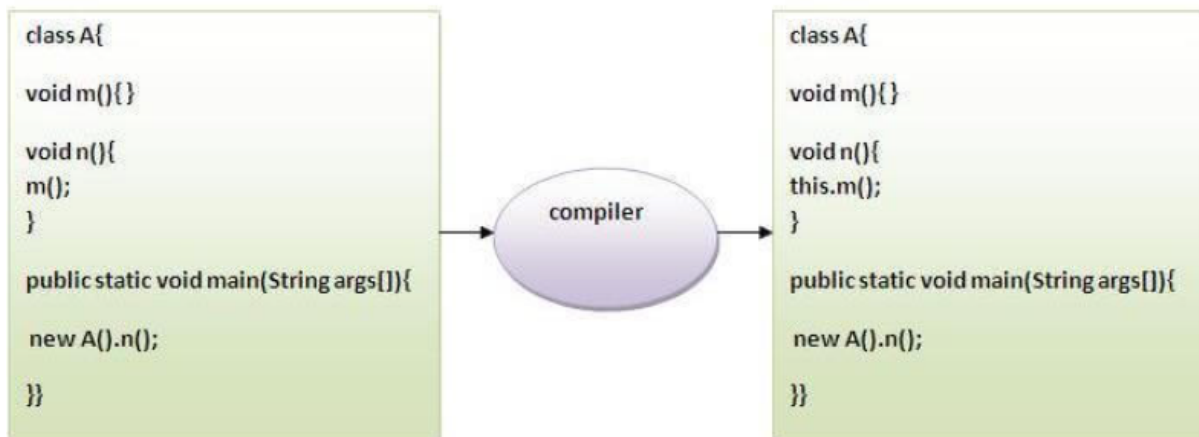 class A{
void m(){}
void n(){
m();
}
public static void main(String args[]){
new A().n();
}}
compiler
class A{
void m(){}
void n(){
this.m();
}
public static void main(String args[]){
new A().n();
}}